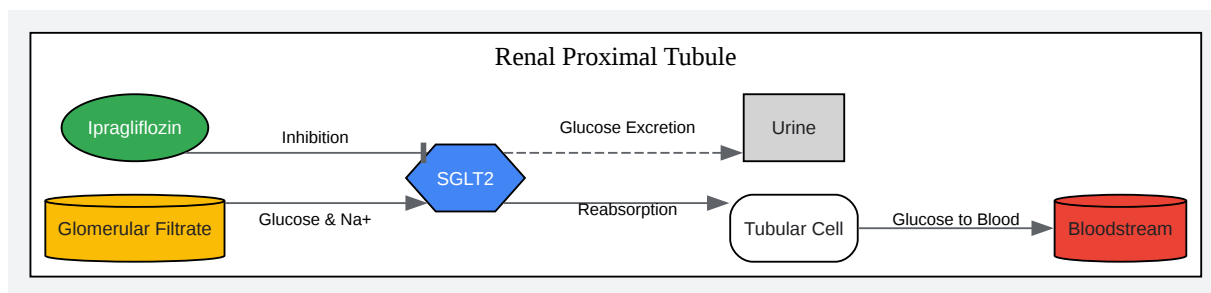 Renal Proximal Tubule
Ipragliflozin
Inhibition
Glucose Excretion
Urine
SGLT2
Glomerular Filtrate
Glucose & Na+
Reabsorption
Tubular Cell
Glucose to Blood
Bloodstream